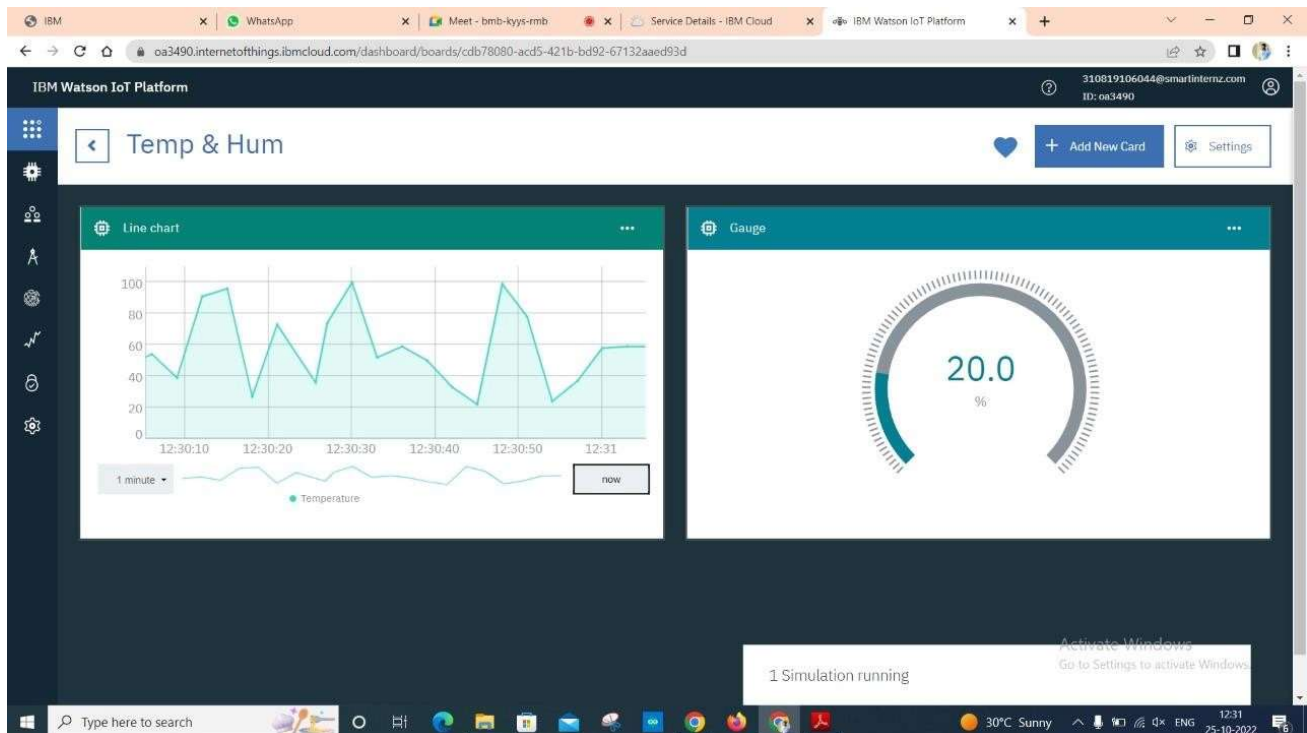 IBM
WhatsApp
Meet - bmb-kyys-rmb
Service Details - IBM Cloud
IBM Watson IoT Platform
oa3490.internetofthings.ibmcloud.com/dashboard/boards/cdb78080-acd5-421b-bd92-67132aaed93d
IBM Watson IoT Platform
310819106044@smartinternz.com
ID: oa3490
Temp & Hum
Add New Card
Settings
Line chart
100
80
60
40
20
0
12:30:10 12:30:20 12:30:30 12:30:40 12:30:50 12:31
1 minute
now
Temperature
Gauge
20.0
%
1 Simulation running
Activate Windows
Go to Settings to activate Windows.
Type here to search
30°C Sunny
ENG
12:31
25-10-2022
6